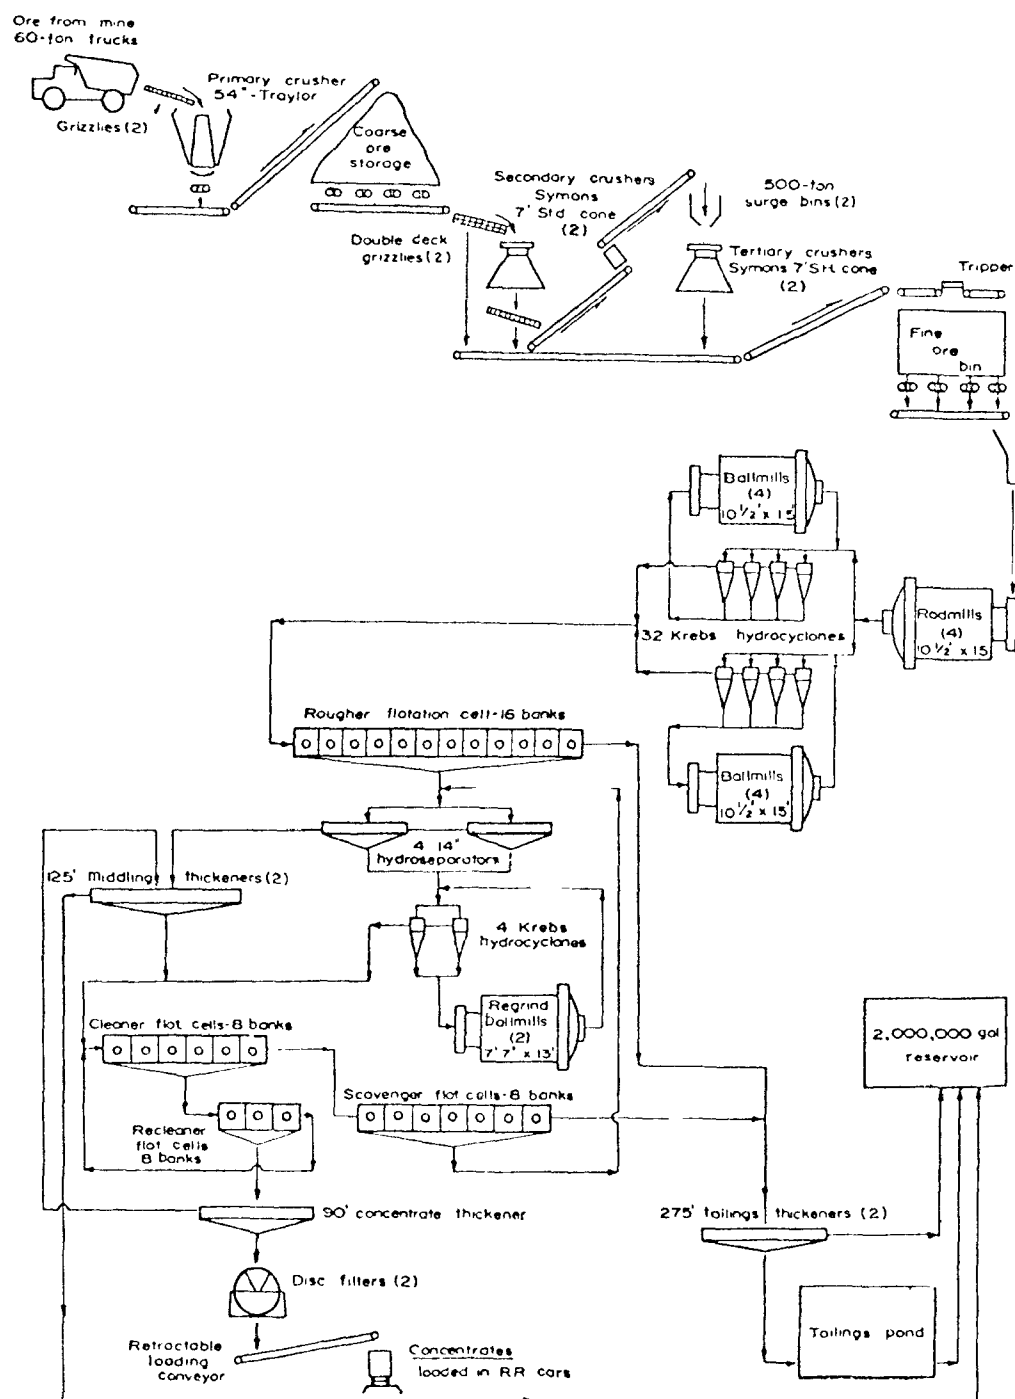 Ore from mine
60-ton trucks
Primary crusher
54"-Traylor
Grizzlies (2)
Coarse
ore
storage
Secondary crushers
Symons
7' Std cone
(2)
500-ton
surge bins (2)
Double deck
grizzlies (2)
Tertiary crushers
Symons 7' SH cone
(2)
Tripper
Fine
ore
bin
Ballmills
(4)
10 1/2' x 15'
32 Krebs hydrocyclones
Rodmills
(4)
10 1/2' x 15
Ballmills
(4)
10 1/2' x 15'
Rougher flotation cell-16 banks
4 14"
hydroseparators
125' Middling thickeners (2)
4 Krebs
hydrocyclones
Regrind
ballmills
(2)
7' 7" x 13'
Cleaner flot cells-8 banks
Scavenger flot cells-8 banks
Recleaner
flot cells
8 banks
2,000,000 gal
reservoir
90' concentrate thickener
275' tailings thickeners (2)
Disc filters (2)
Tailings pond
Retractable
loading
conveyor
Concentrates
loaded in RR cars